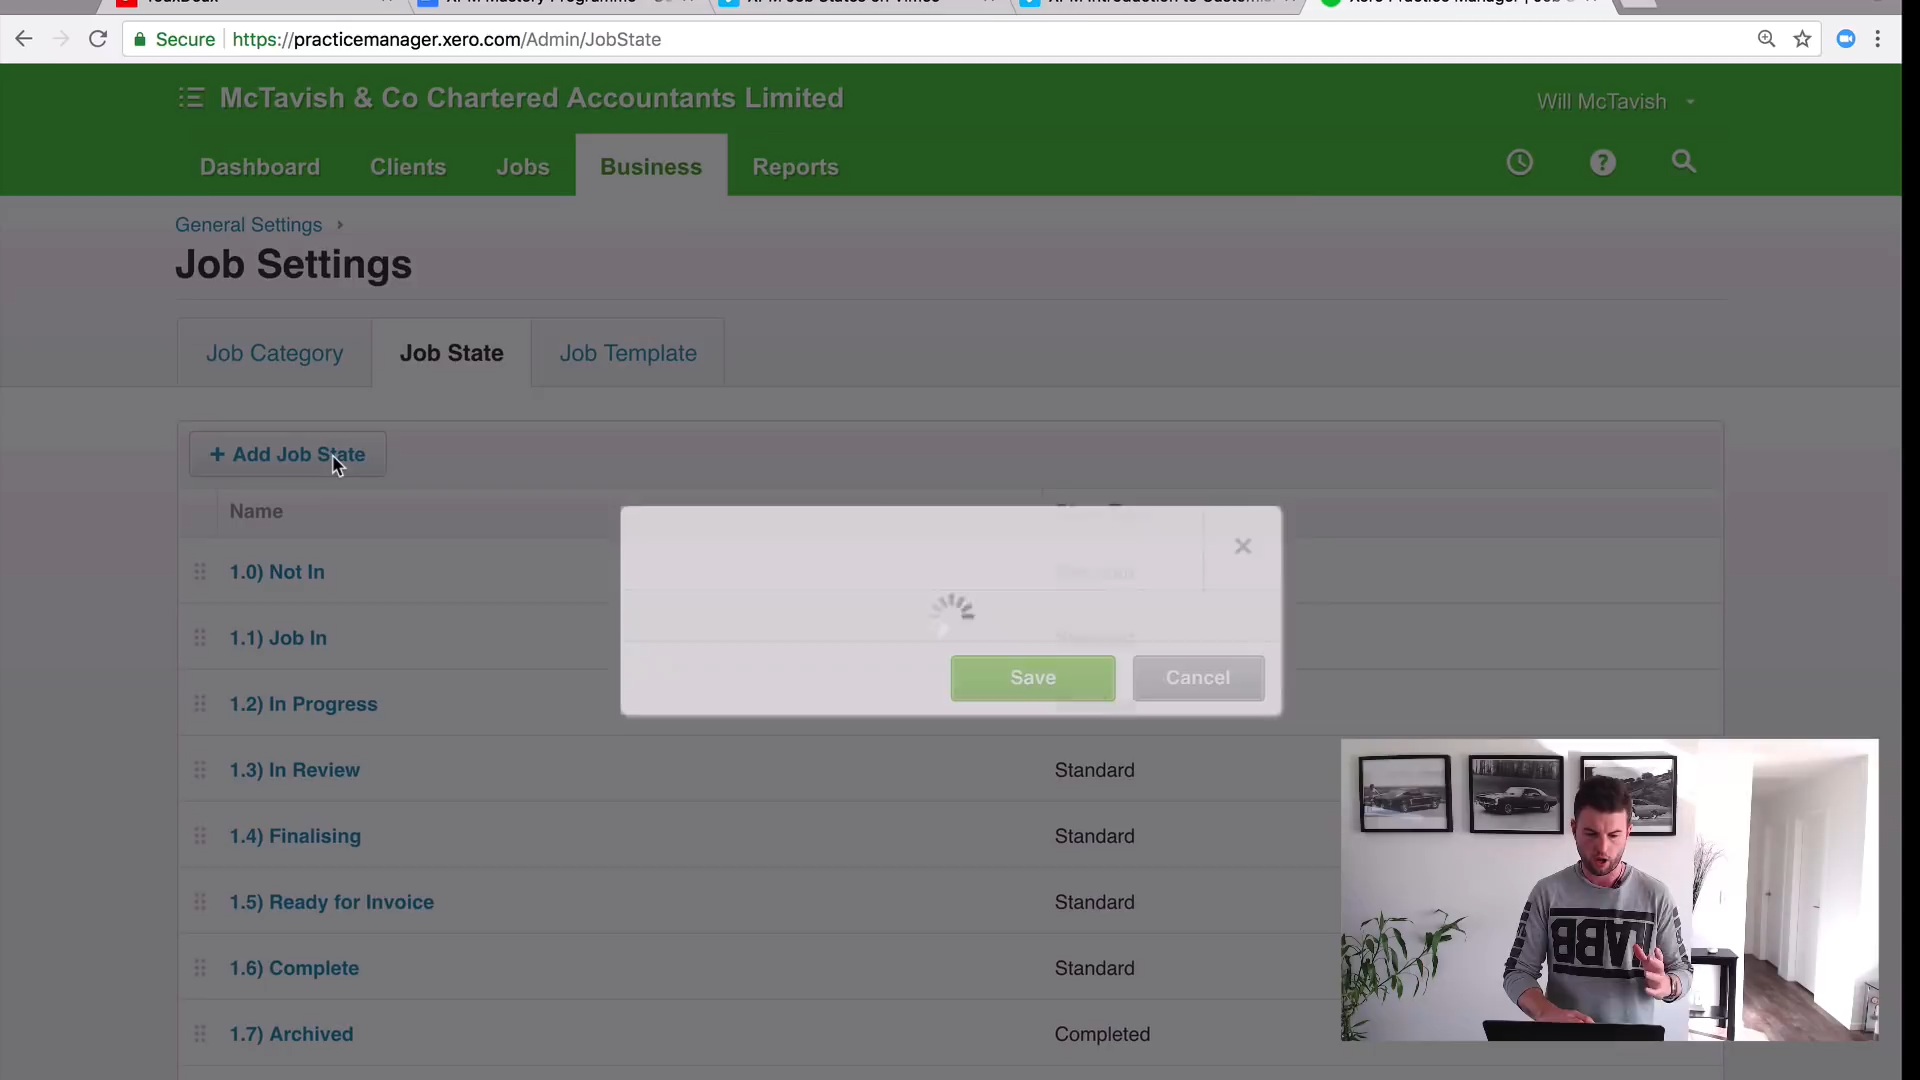 Secure
https://practicemanager.xero.com/Admin/JobState
McTavish & Co Chartered Accountants Limited
Will McTavish
Dashboard
Clients
Jobs
Business
Reports
General Settings
Job Settings
Job Category
Job State
Job Template
+ Add Job State
Name
1.0) Not In
1.1) Job In
1.2) In Progress
Save
Cancel
1.3) In Review
Standard
1.4) Finalising
Standard
1.5) Ready for Invoice
Standard
1.6) Complete
Standard
1.7) Archived
Completed